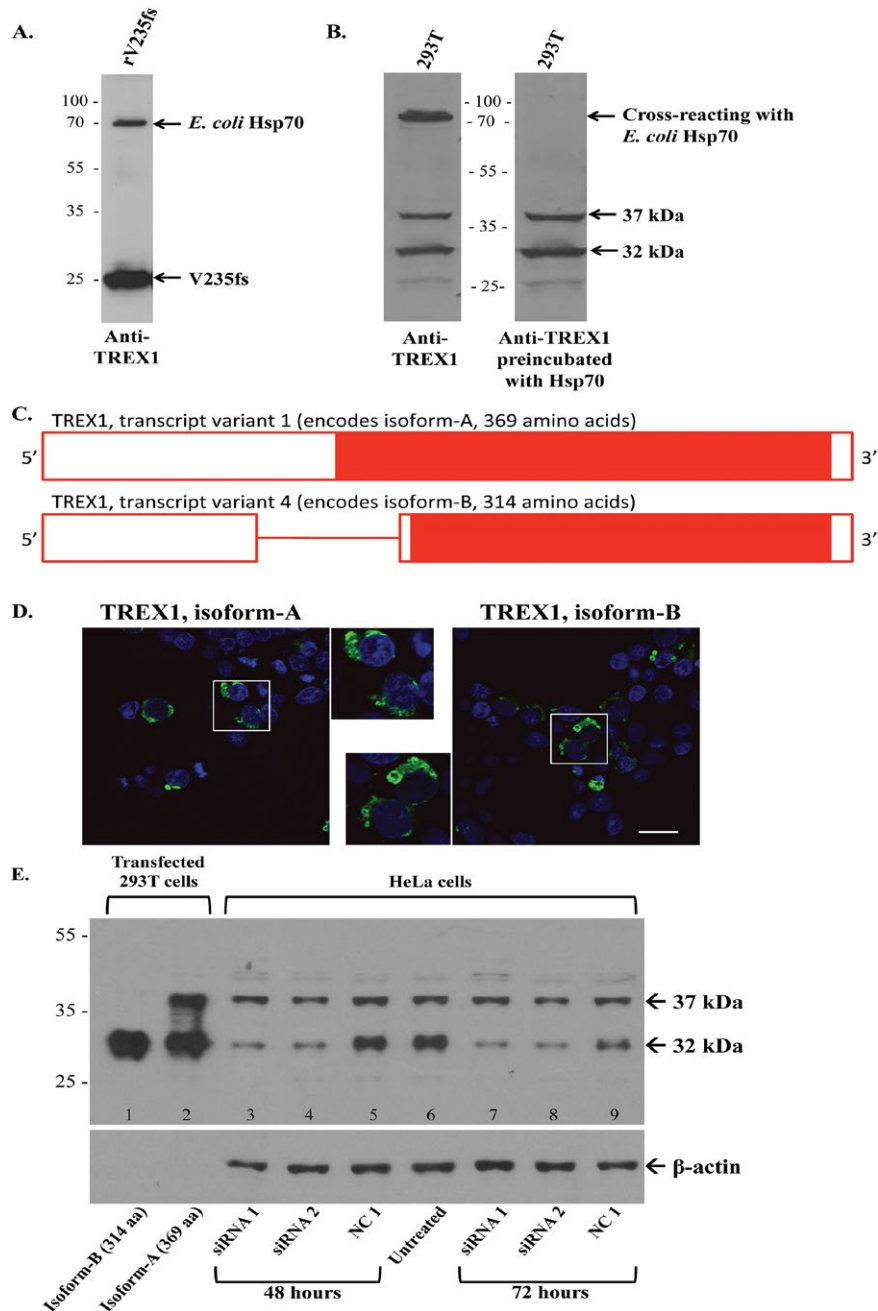 A.
rV235fs
100 -
70 -
55 -
35 -
25 -
E. coli Hsp70
V235fs
Anti-
TREX1
B.
293T
293T
- 100 -
- 70 -
- 55 -
- 35 -
- 25-
Cross-reacting with
E. coli Hsp70
37 kDa
32 kDa
Anti-
TREX1
Anti-TREX1
preincubated
with Hsp70
C.
TREX1, transcript variant 1 (encodes isoform-A, 369 amino acids)
5′ 3′
TREX1, transcript variant 4 (encodes isoform-B, 314 amino acids)
5′ 3′
D.
TREX1, isoform-A TREX1, isoform-B
E.
Transfected
293T cells
HeLa cells
55 -
35 -
25 -
37 kDa
32 kDa
1 2 3 4 5 6 7 8 9
β-actin
Isoform-B (314 aa)
Isoform-A (369 aa)
siRNA 1
siRNA 2
NC 1
Untreated
siRNA 1
siRNA 2
NC 1
48 hours
72 hours